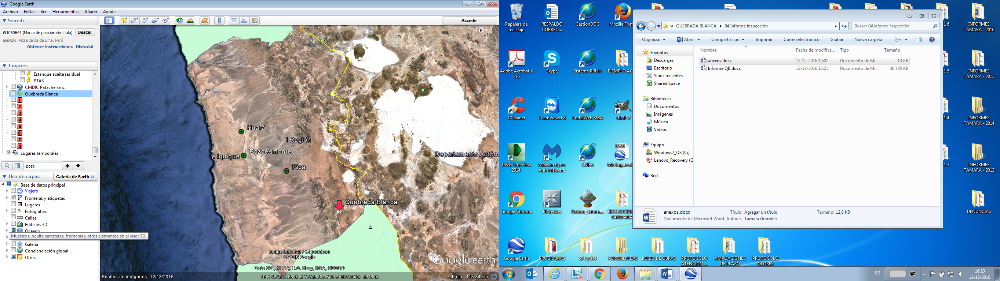 Google Earth
Archivo Editar Ver Herramientas Añadir Ayuda
Search
i91050641 (Marca de posición sin título) Buscar
ejemplo: Pizza cerca de Lima, Perú
Obtener instrucciones Historial
Lugares
Estanque aceite residual
PTAS
CMDIC Patache.kmz
Quebrada Blanca
1
2
3
4
5
6
7
8
Lugares temporales
pozo
Uso de capas Galería de Earth »
Base de datos principal
Viajero
Fronteras y etiquetas
Lugares
Fotografías
Calles
Edificios 3D
Océano
Muestra u oculta carreteras, fronteras y otros elementos en el visor 3D.
Galería
Concienciación global
Otros
Accede
N
Huara
I Región
Pozo Almonte
Iquique
Pica
Departamento Autóno
Quebrada Blanca
Image Landsat / Copernicus
© 2016 Google
Data SIO, NOAA, U.S. Navy, NGA, GEBCO
Google earth
Fechas de imágenes: 12/13/2015 19 K 484247.58 m E 7752639.36 m S elevación 2648 m Alt. ojo 415.84 km
Papelera de reciclaje
RESPALDO CORREO...
GestionDOC
Mozilla Firef
Adobe Acrobat X Pro
Skype
Sistema RRHH
EJEMPLO AC
CCleaner
TeamViewer 8
PortalWeb SMA
GIMP 2
DWG TrueView 2014
Malwarebytes Anti-Malware
SNIFA
KMZ
Mis lugares.k
Google Chrome
PIXresizer
Datum_datum....
RESOLUCION SANITARIA
Google Earth
PROGRAMAS
574 y 844
PERTINENCIAS
INICIO DE OBRAS
PROTOCOLO ATENCION ...
AMPLIACIONES DE PLAZO
PROTOCOLO OLORES
« QUEBRADA BLANCA 04 Informe inspección
Buscar 04 Informe inspección
Organizar Abrir Compartir con Imprimir Correo electrónico Grabar Nueva carpeta
Favoritos
Descargas
Escritorio
Sitios recientes
Shared Space
Bibliotecas
Documentos
Imágenes
Música
Vídeos
Equipo
Windows7_OS (C:)
Lenovo_Recovery (Q
Red
Nombre Fecha de modifica... Tipo Tamaño
anexos.docx 12-12-2016 15:01 Documento de Mi... 13 KB
Informe QB.docx 12-12-2016 16:21 Documento de Mi... 36.705 KB
anexos.docx Título: Agregar un título Tamaño: 12,8 KB
Documento de Microsoft Word Autores: Tamara González
1 6
1 5
1 4
1 3
INFORMES TAMARA - 2016
INFORMES TAMARA - 2015
INFORMES TAMARA - 2014
INFORMES TAMARA - 2013
DENUNCIAS
ES
16:23
12-12-2016